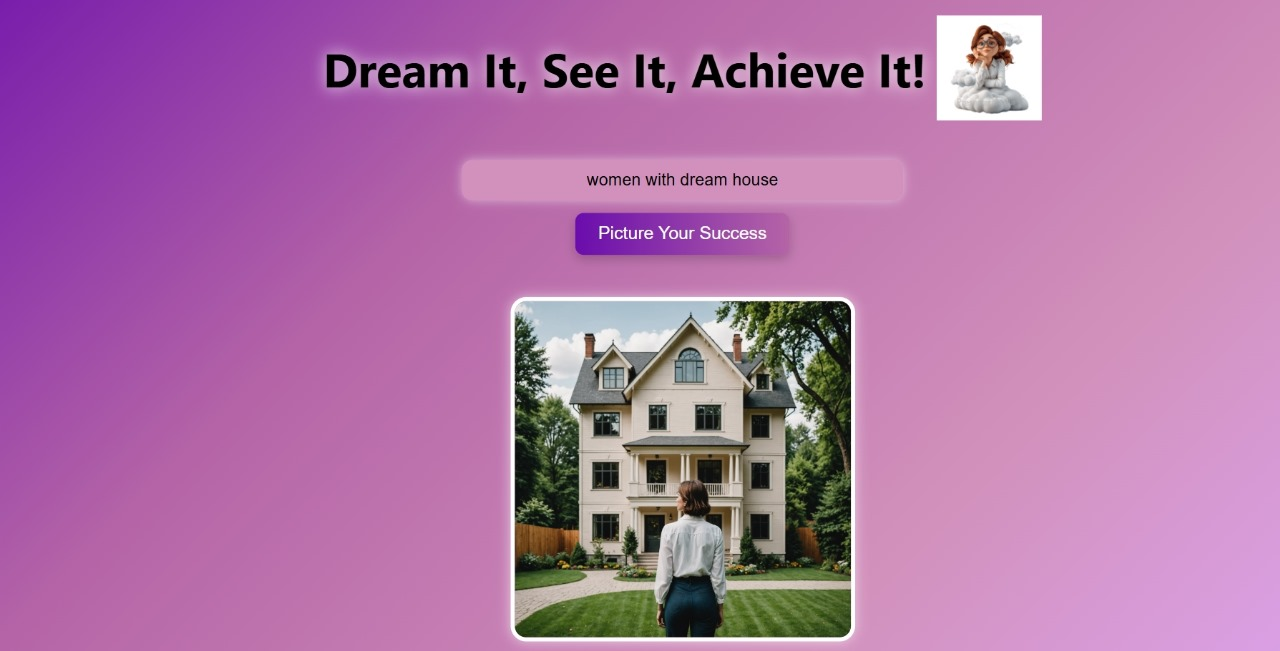 Dream It, See It, Achieve It!
women with dream house
Picture Your Success